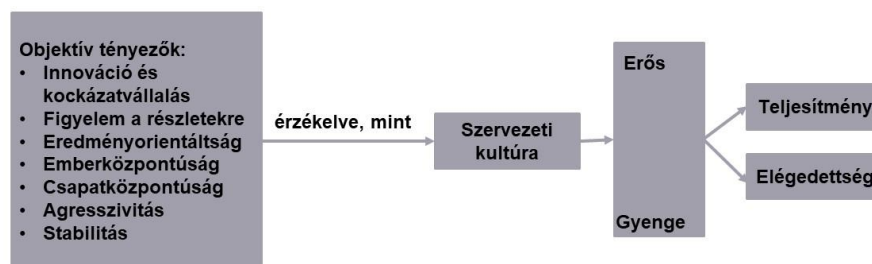 Objektív tényezők:
• Innováció és
kockázatvállalás
• Figyelem a részletekre
• Eredményorientáltság
• Emberközpontúság
• Csapatközpontúság
• Agresszivitás
• Stabilitás
érzékelve, mint
Szervezeti
kultúra
Erős
Gyenge
Teljesítmény
Elégedettség